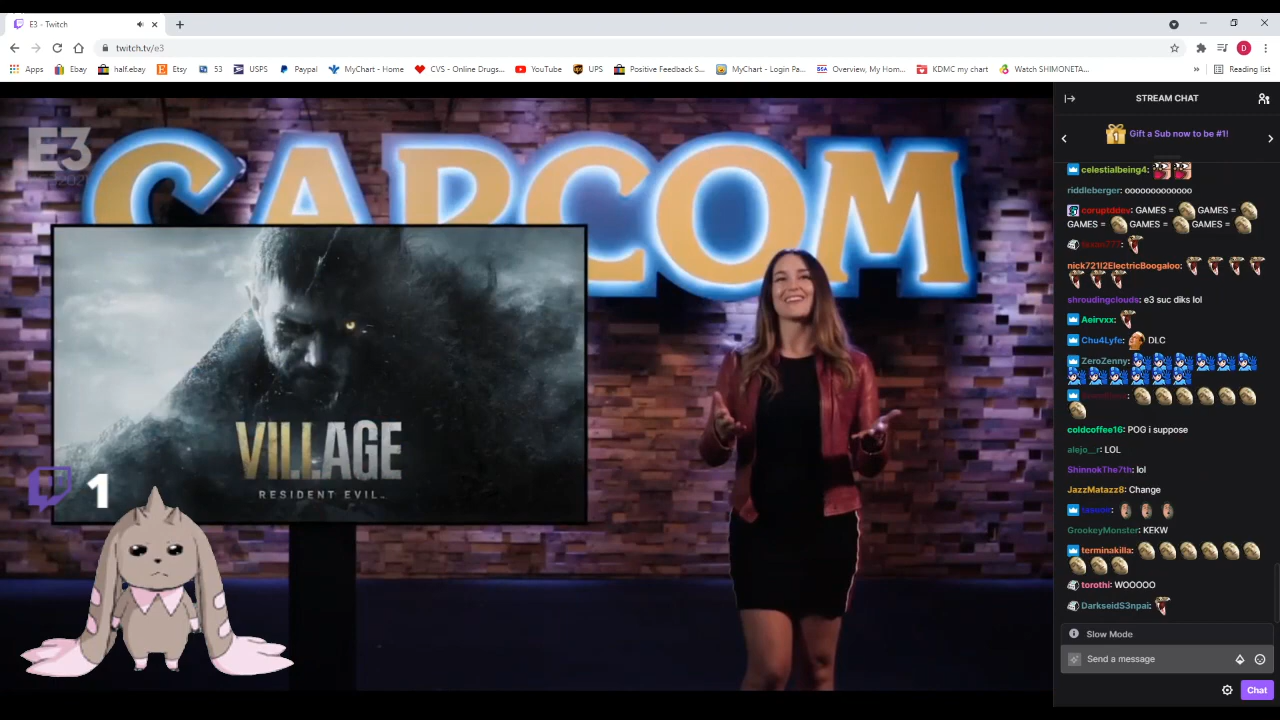 E3 - Twitch
twitch.tv/e3
Apps
Ebay
half.ebay
Etsy
53
USPS
Paypal
MyChart - Home
CVS - Online Drugs...
YouTube
UPS
Positive Feedback S...
MyChart - Login Pa...
Overview, My Hom...
KDMC my chart
Watch SHIMONETA...
Reading list
E3
CAPCOM
VILLAGE
RESIDENT EVIL
1
STREAM CHAT
Gift a Sub now to be #1!
celestialbeing4:
riddleberger: ooooooooooooo
coruptddev: GAMES = GAMES =
GAMES = GAMES = GAMES =
nick721I2ElectricBoogaloo:
shroudingclouds: e3 suc diks lol
Aeirvxx:
Chu4Lyfe: DLC
ZeroZenny:
coldcoffee16: POG i suppose
alejo__r: LOL
ShinnokThe7th: lol
JazzMatazz8: Change
GrookeyMonster: KEKW
terminakilla:
torothi: WOOOOO
DarkseidS3npai:
Slow Mode
Send a message
Chat